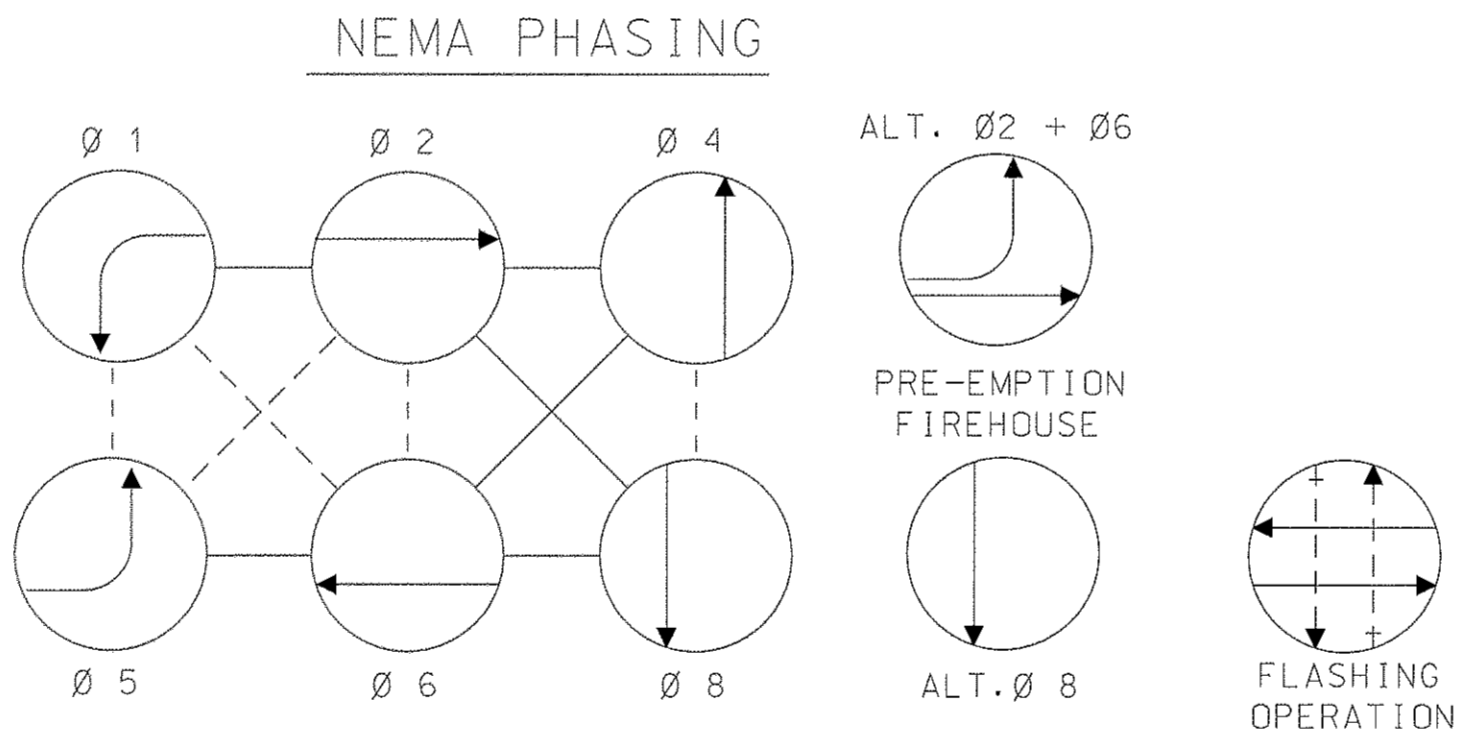 NEMA PHASING
Ø 1
Ø 2
Ø 4
ALT. Ø2 + Ø6
PRE-EMPTION
FIREHOUSE
Ø 5
Ø 6
Ø 8
ALT.Ø 8
FLASHING
OPERATION